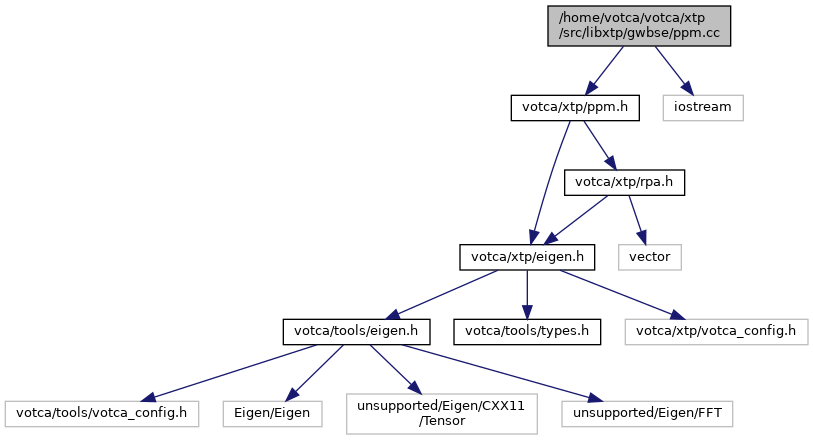 /home/votca/votca/xtp
/src/libxtp/gwbse/ppm.cc
votca/xtp/ppm.h
iostream
votca/xtp/rpa.h
votca/xtp/eigen.h
vector
votca/tools/eigen.h
votca/tools/types.h
votca/xtp/votca_config.h
votca/tools/votca_config.h
Eigen/Eigen
unsupported/Eigen/CXX11
/Tensor
unsupported/Eigen/FFT